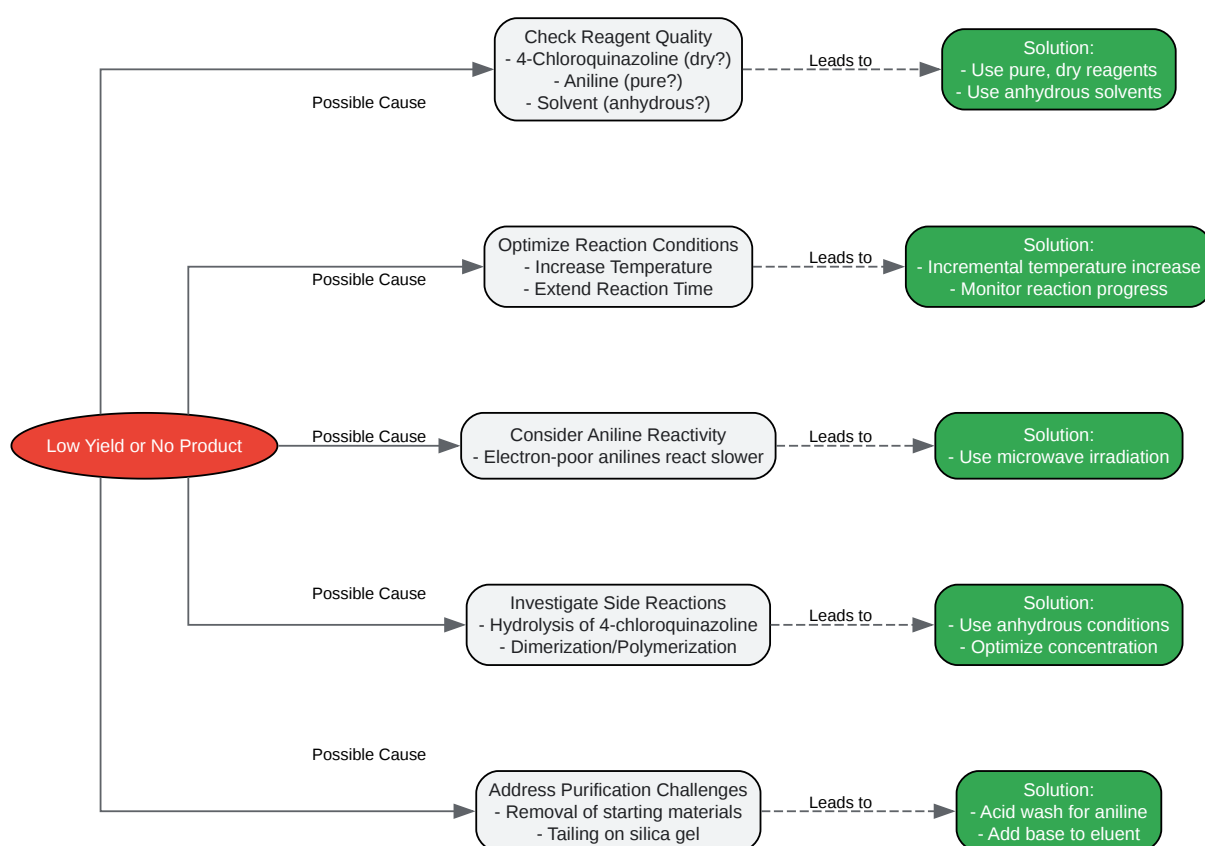 Check Reagent Quality
- 4-Chloroquinazoline (dry?)
- Aniline (pure?)
- Solvent (anhydrous?)
Possible Cause
Leads to
Solution:
- Use pure, dry reagents
- Use anhydrous solvents
Optimize Reaction Conditions
- Increase Temperature
- Extend Reaction Time
Possible Cause
Leads to
Solution:
- Incremental temperature increase
- Monitor reaction progress
Low Yield or No Product
Possible Cause
Consider Aniline Reactivity
- Electron-poor anilines react slower
Leads to
Solution:
- Use microwave irradiation
Possible Cause
Investigate Side Reactions
- Hydrolysis of 4-chloroquinazoline
- Dimerization/Polymerization
Leads to
Solution:
- Use anhydrous conditions
- Optimize concentration
Possible Cause
Address Purification Challenges
- Removal of starting materials
- Tailing on silica gel
Leads to
Solution:
- Acid wash for aniline
- Add base to eluent